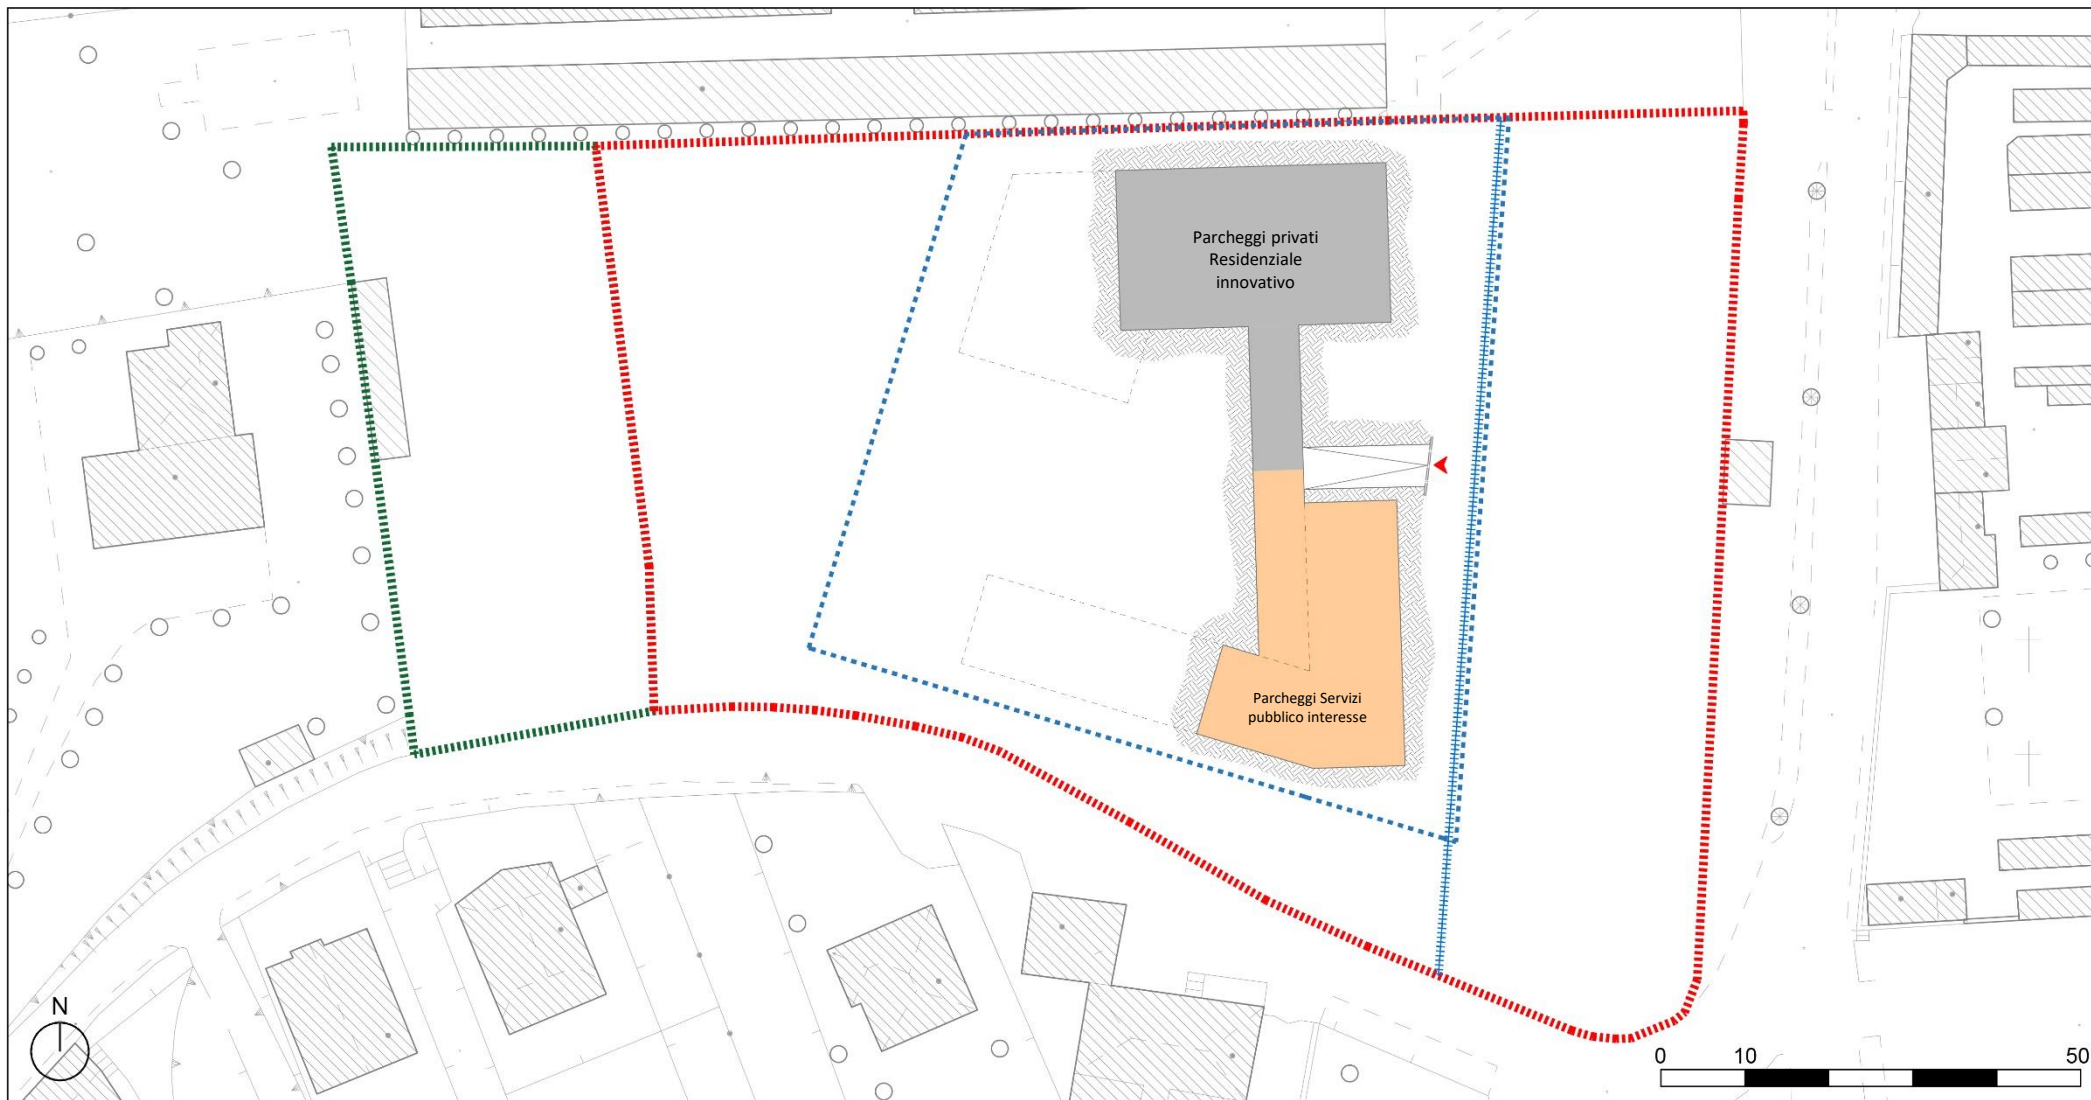 Parcheggi privati
Residenziale
innovativo
Parcheggi Servizi
pubblico interesse
N
0 10 50